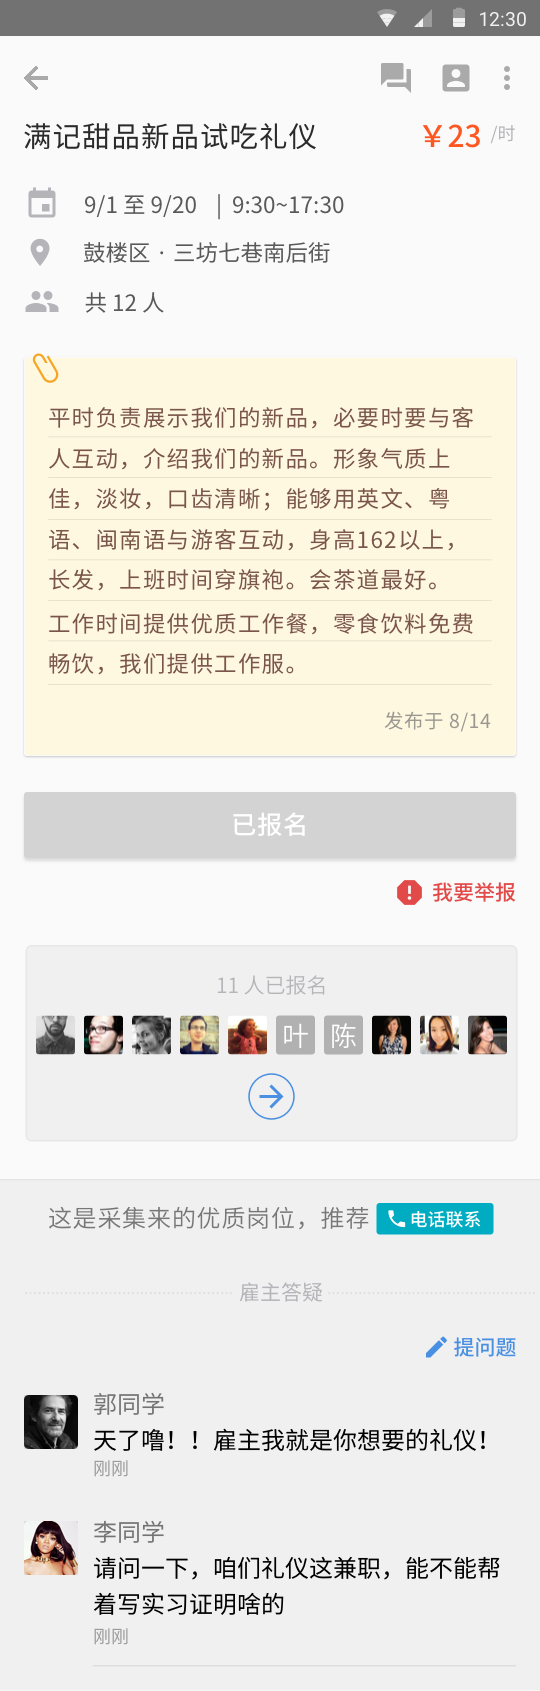 12:30
满记甜品新品试吃礼仪
￥23 /时
9/1 至 9/20 | 9:30~17:30
鼓楼区 · 三坊七巷南后街
共 12 人
平时负责展示我们的新品，必要时要与客
人互动，介绍我们的新品。形象气质上
佳，淡妆，口齿清晰；能够用英文、粤
语、闽南语与游客互动，身高162以上，
长发，上班时间穿旗袍。会茶道最好。
工作时间提供优质工作餐，零食饮料免费
畅饮，我们提供工作服。
发布于 8/14
已报名
我要举报
11 人已报名
叶
陈
这是采集来的优质岗位，推荐
电话联系
雇主答疑
提问题
郭同学
天了噜！！雇主我就是你想要的礼仪！
刚刚
李同学
请问一下，咱们礼仪这兼职，能不能帮
着写实习证明啥的
刚刚